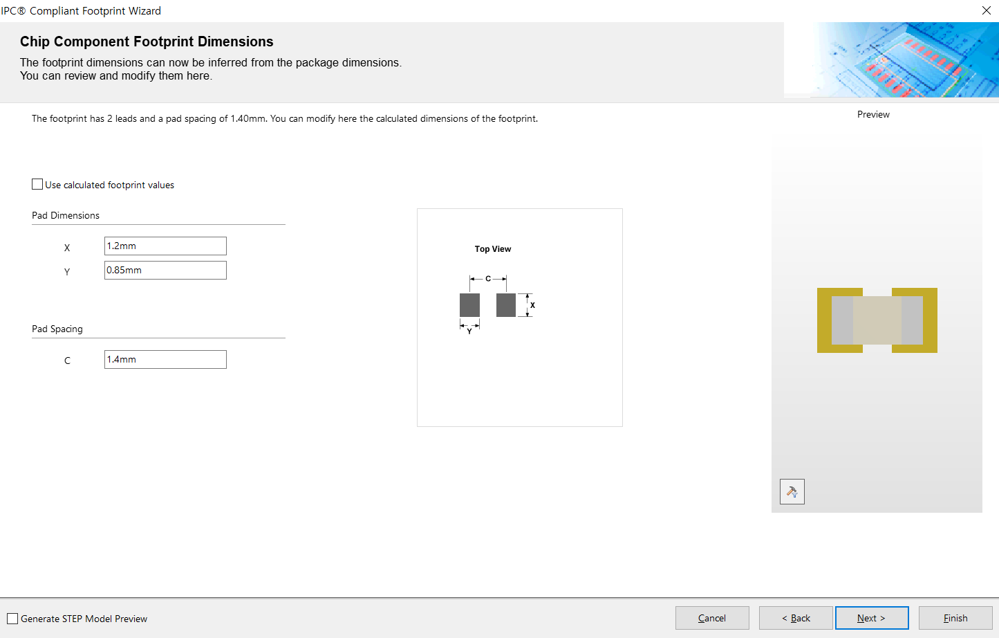 IPC® Compliant Footprint Wizard
Chip Component Footprint Dimensions
The footprint dimensions can now be inferred from the package dimensions.
You can review and modify them here.
The footprint has 2 leads and a pad spacing of 1.40mm. You can modify here the calculated dimensions of the footprint.
Preview
Use calculated footprint values
Pad Dimensions
X
1.2mm
Y
0.85mm
Pad Spacing
C
1.4mm
Top View
C
X
Y
Generate STEP Model Preview
Cancel
< Back
Next >
Finish